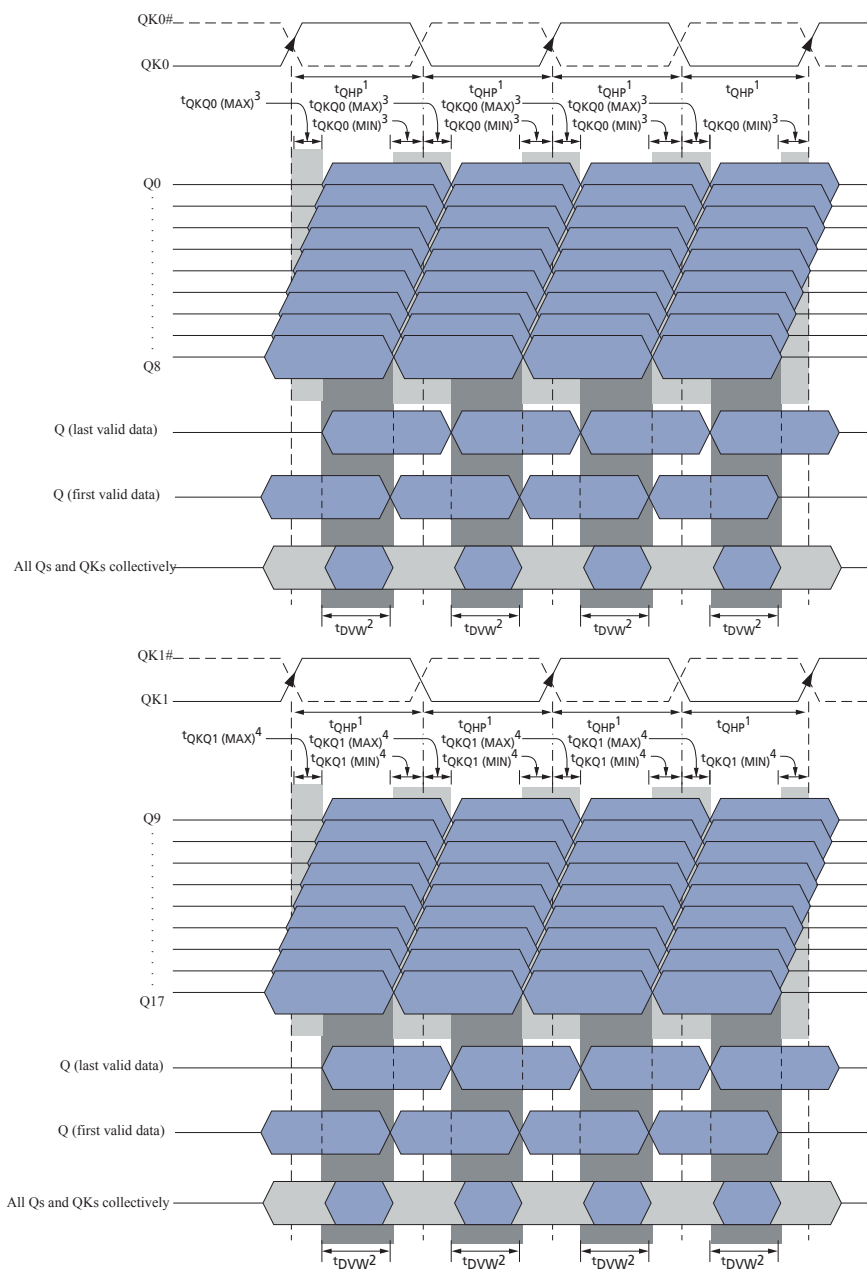 QK0#
QK0
tQHP1 tQHP1 tQHP1 tQHP1
tQKQ0 (MAX)3 tQKQ0 (MAX)3 tQKQ0 (MAX)3 tQKQ0 (MAX)3
tQKQ0 (MIN)3 tQKQ0 (MIN)3 tQKQ0 (MIN)3 tQKQ0 (MIN)3
Q0
Q8
Q (last valid data)
Q (first valid data)
All Qs and QKs collectively
tDVW2 tDVW2 tDVW2 tDVW2
QK1#
QK1
tQHP1 tQHP1 tQHP1 tQHP1
tQKQ1 (MAX)4 tQKQ1 (MAX)4 tQKQ1 (MAX)4 tQKQ1 (MAX)4
tQKQ1 (MIN)4 tQKQ1 (MIN)4 tQKQ1 (MIN)4 tQKQ1 (MIN)4
Q9
Q17
Q (last valid data)
Q (first valid data)
All Qs and QKs collectively
tDVW2 tDVW2 tDVW2 tDVW2